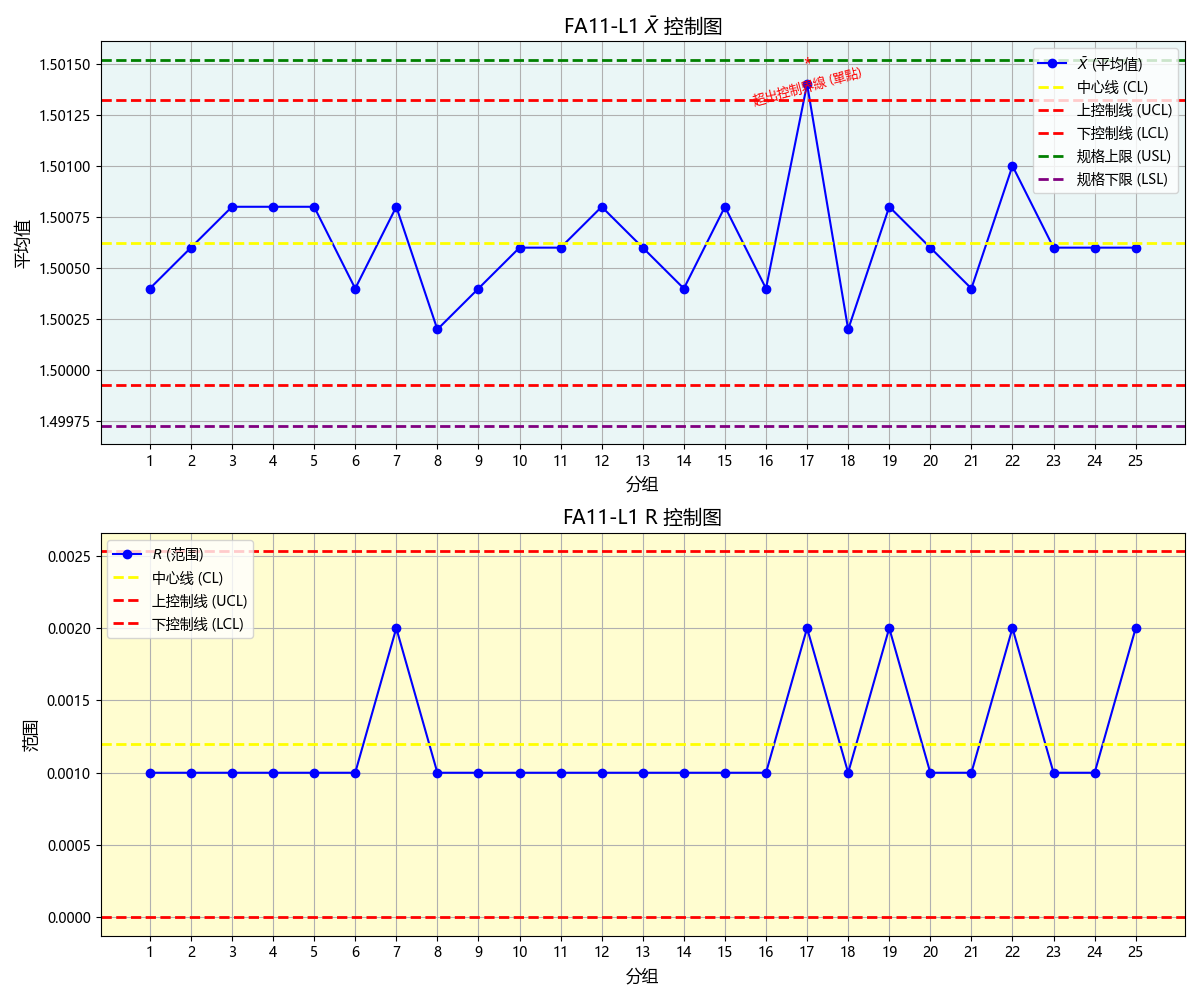 FA11-L1 X̄ 控制图
平均值
1.50150
1.50125
1.50100
1.50075
1.50050
1.50025
1.50000
1.49975
*
超出控制界線 (單點)
X̄ (平均值)
中心线 (CL)
上控制线 (UCL)
下控制线 (LCL)
规格上限 (USL)
规格下限 (LSL)
1 2 3 4 5 6 7 8 9 10 11 12 13 14 15 16 17 18 19 20 21 22 23 24 25
分组
FA11-L1 R 控制图
范围
0.0025
0.0020
0.0015
0.0010
0.0005
0.0000
R (范围)
中心线 (CL)
上控制线 (UCL)
下控制线 (LCL)
1 2 3 4 5 6 7 8 9 10 11 12 13 14 15 16 17 18 19 20 21 22 23 24 25
分组